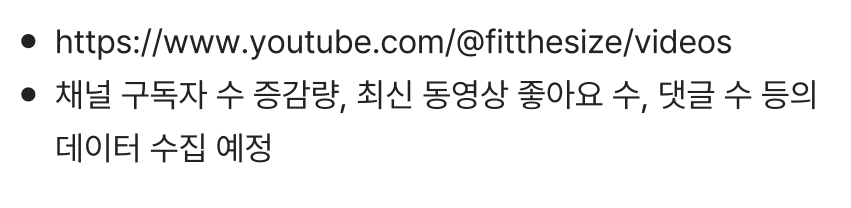 • https://www.youtube.com/@fitthesize/videos
• 채널 구독자 수 증감량, 최신 동영상 좋아요 수, 댓글 수 등의
데이터 수집 예정